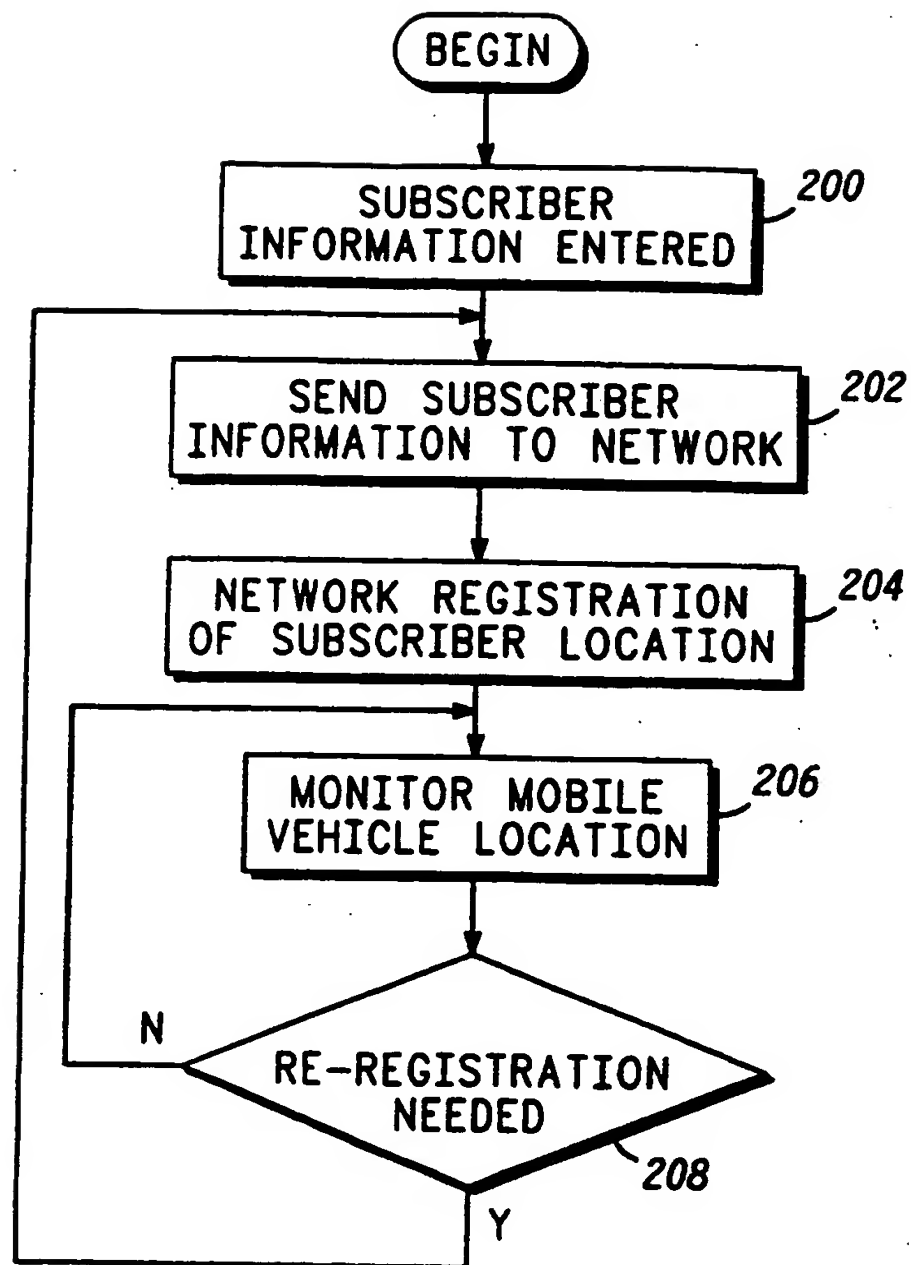 BEGIN
SUBSCRIBER
INFORMATION ENTERED
200
SEND SUBSCRIBER
INFORMATION TO NETWORK
202
NETWORK REGISTRATION
OF SUBSCRIBER LOCATION
204
MONITOR MOBILE
VEHICLE LOCATION
206
N
RE-REGISTRATION
NEEDED
208
Y